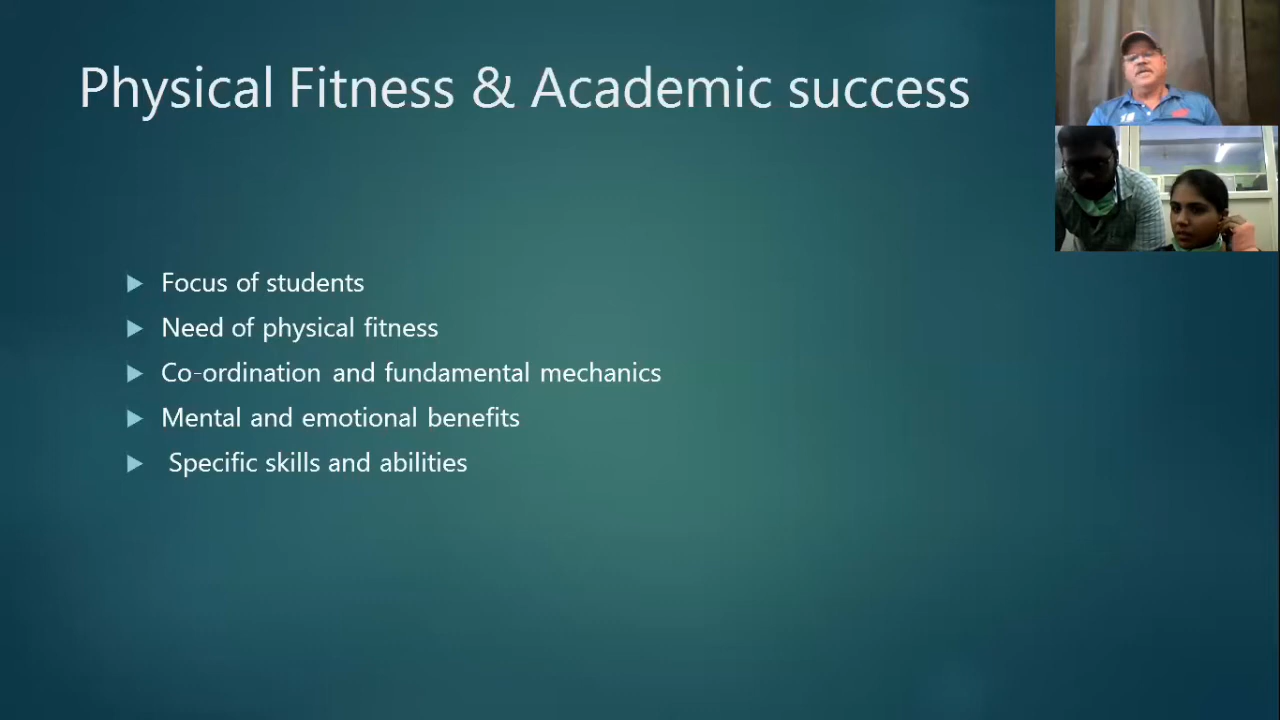 Physical Fitness & Academic success
Focus of students
Need of physical fitness
Co-ordination and fundamental mechanics
Mental and emotional benefits
Specific skills and abilities